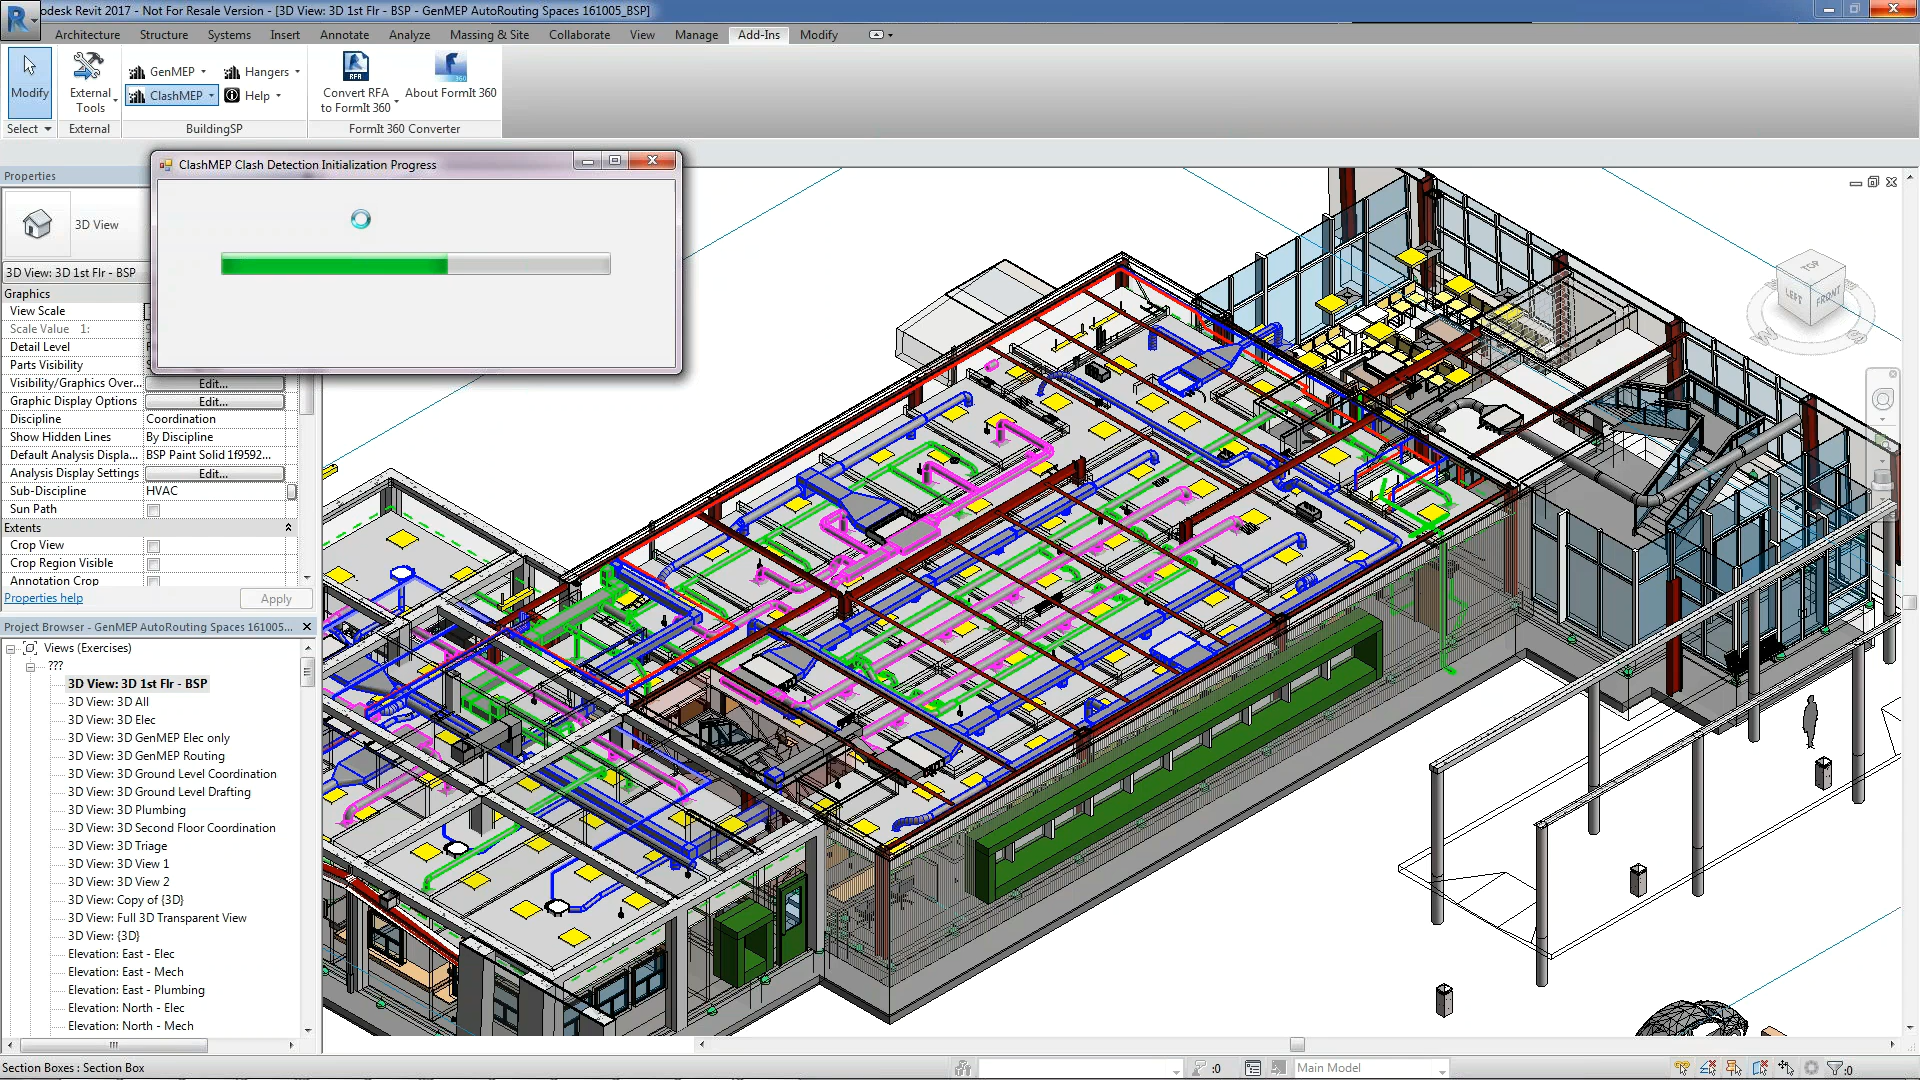 odesk Revit 2017 - Not For Resale Version - [3D View: 3D 1st Flr - BSP - GenMEP AutoRouting Spaces 161005_BSP]
Architecture Structure Systems Insert Annotate Analyze Massing & Site Collaborate View Manage Add-Ins Modify
Modify
External Tools
GenMEP
Hangers
ClashMEP
Help
RFA
Convert RFA to FormIt 360
360
About FormIt 360
Select
External
BuildingSP
FormIt 360 Converter
ClashMEP Clash Detection Initialization Progress
Properties
3D View
3D View: 3D 1st Flr - BSP
Graphics
View Scale
Scale Value 1:
Detail Level
Parts Visibility
Visibility/Graphics Over... Edit...
Graphic Display Options Edit...
Discipline Coordination
Show Hidden Lines By Discipline
Default Analysis Displa... BSP Paint Solid 1f9592...
Analysis Display Settings Edit...
Sub-Discipline HVAC
Sun Path
Extents
Crop View
Crop Region Visible
Annotation Crop
Properties help Apply
Project Browser - GenMEP AutoRouting Spaces 161005...
Views (Exercises)
???
3D View: 3D 1st Flr - BSP
3D View: 3D All
3D View: 3D Elec
3D View: 3D GenMEP Elec only
3D View: 3D GenMEP Routing
3D View: 3D Ground Level Coordination
3D View: 3D Ground Level Drafting
3D View: 3D Plumbing
3D View: 3D Second Floor Coordination
3D View: 3D Triage
3D View: 3D View 1
3D View: 3D View 2
3D View: Copy of {3D}
3D View: Full 3D Transparent View
3D View: {3D}
Elevation: East - Elec
Elevation: East - Mech
Elevation: East - Plumbing
Elevation: North - Elec
Elevation: North - Mech
TOP
LEFT
FRONT
W
S
Section Boxes : Section Box
:0
Main Model
:0